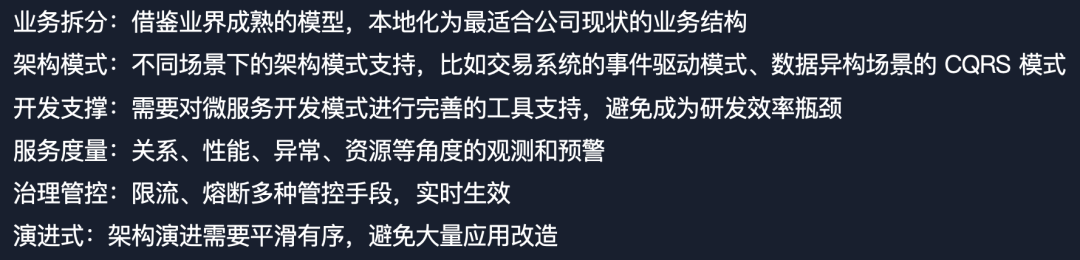 业务拆分：借鉴业界成熟的模型，本地化为最适合公司现状的业务结构
架构模式：不同场景下的架构模式支持，比如交易系统的事件驱动模式、数据异构场景的 CQRS 模式
开发支撑：需要对微服务开发模式进行完善的工具支持，避免成为研发效率瓶颈
服务度量：关系、性能、异常、资源等角度的观测和预警
治理管控：限流、熔断多种管控手段，实时生效
演进式：架构演进需要平滑有序，避免大量应用改造